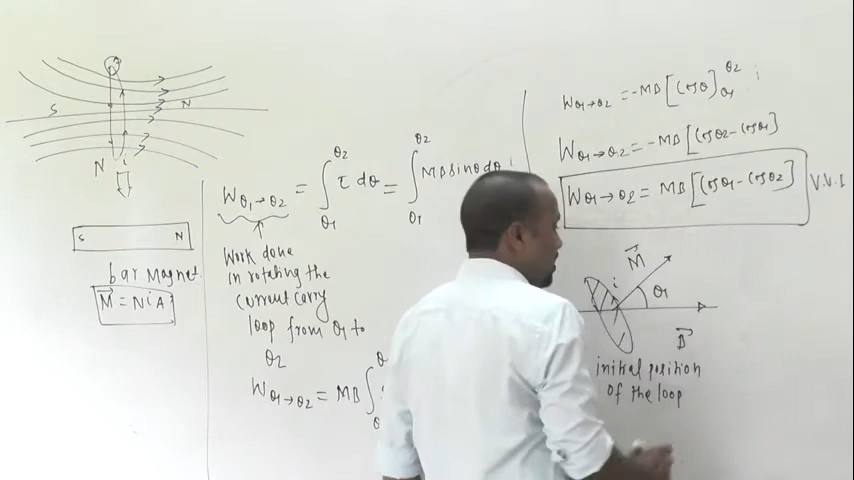 S N
N i
S N
bar Magnet
M⃗ = NiA
Wθ1→θ2 = ∫θ1^θ2 τ dθ = ∫θ1^θ2 MB sinθ dθ
Work done
in rotating the
current carry
loop from θ1 to
θ2
Wθ1→θ2 = MB ∫
Wθ1→θ2 = -MB [cosθ]θ1^θ2
Wθ1→θ2 = -MB [cosθ2 - cosθ1]
Wθ1→θ2 = MB [cosθ1 - cosθ2] V.V.I
M⃗
i θ1
B⃗
initial position
of the loop